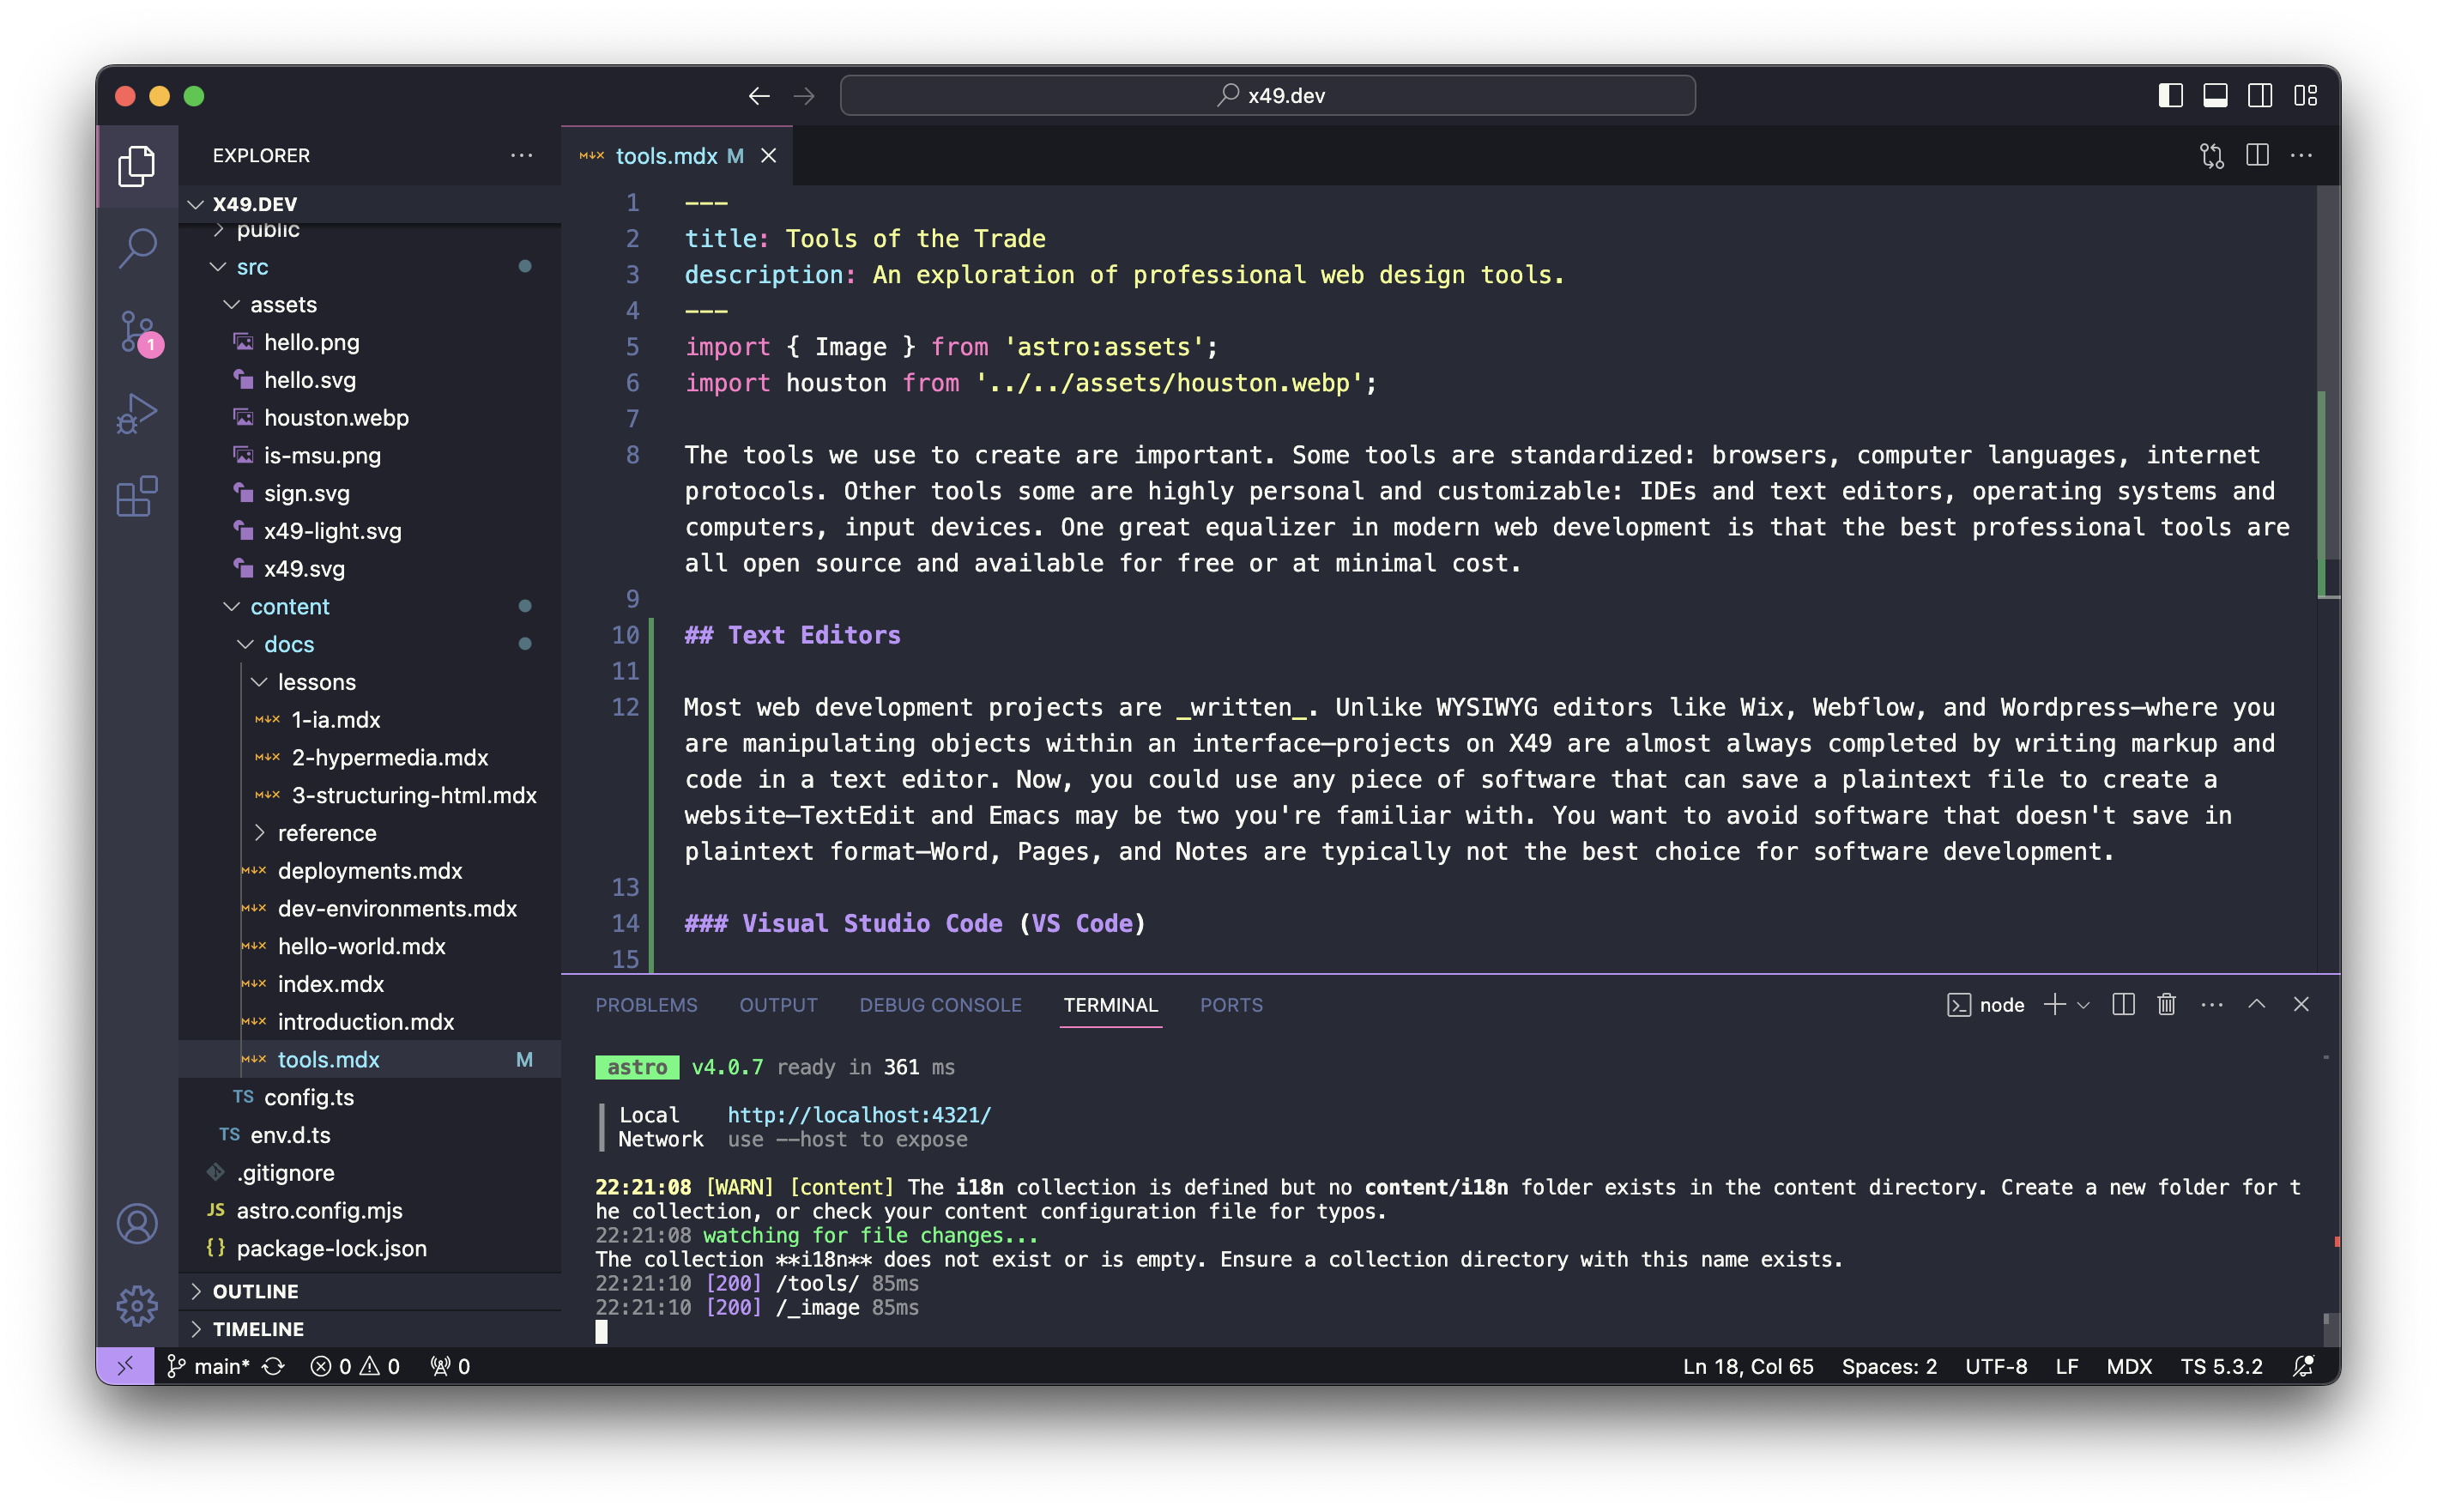 x49.dev
EXPLORER
X49.DEV
public
src
assets
hello.png
hello.svg
houston.webp
is-msu.png
sign.svg
x49-light.svg
x49.svg
content
docs
lessons
1-ia.mdx
2-hypermedia.mdx
3-structuring-html.mdx
reference
deployments.mdx
dev-environments.mdx
hello-world.mdx
index.mdx
introduction.mdx
tools.mdx M
TS config.ts
TS env.d.ts
.gitignore
JS astro.config.mjs
{} package-lock.json
OUTLINE
TIMELINE
1
tools.mdx M
1 ---
2 title: Tools of the Trade
3 description: An exploration of professional web design tools.
4 ---
5 import { Image } from 'astro:assets';
6 import houston from '../../assets/houston.webp';
7
8 The tools we use to create are important. Some tools are standardized: browsers, computer languages, internet
protocols. Other tools some are highly personal and customizable: IDEs and text editors, operating systems and
computers, input devices. One great equalizer in modern web development is that the best professional tools are
all open source and available for free or at minimal cost.
9
10 ## Text Editors
11
12 Most web development projects are _written_. Unlike WYSIWYG editors like Wix, Webflow, and Wordpress—where you
are manipulating objects within an interface—projects on X49 are almost always completed by writing markup and
code in a text editor. Now, you could use any piece of software that can save a plaintext file to create a
website—TextEdit and Emacs may be two you're familiar with. You want to avoid software that doesn't save in
plaintext format—Word, Pages, and Notes are typically not the best choice for software development.
13
14 ### Visual Studio Code (VS Code)
15
PROBLEMS OUTPUT DEBUG CONSOLE TERMINAL PORTS node
astro v4.0.7 ready in 361 ms
Local http://localhost:4321/
Network use --host to expose
22:21:08 [WARN] [content] The i18n collection is defined but no content/i18n folder exists in the content directory. Create a new folder for t
he collection, or check your content configuration file for typos.
22:21:08 watching for file changes...
The collection **i18n** does not exist or is empty. Ensure a collection directory with this name exists.
22:21:10 [200] /tools/ 85ms
22:21:10 [200] /_image 85ms
main* 0 0 0 Ln 18, Col 65 Spaces: 2 UTF-8 LF MDX TS 5.3.2